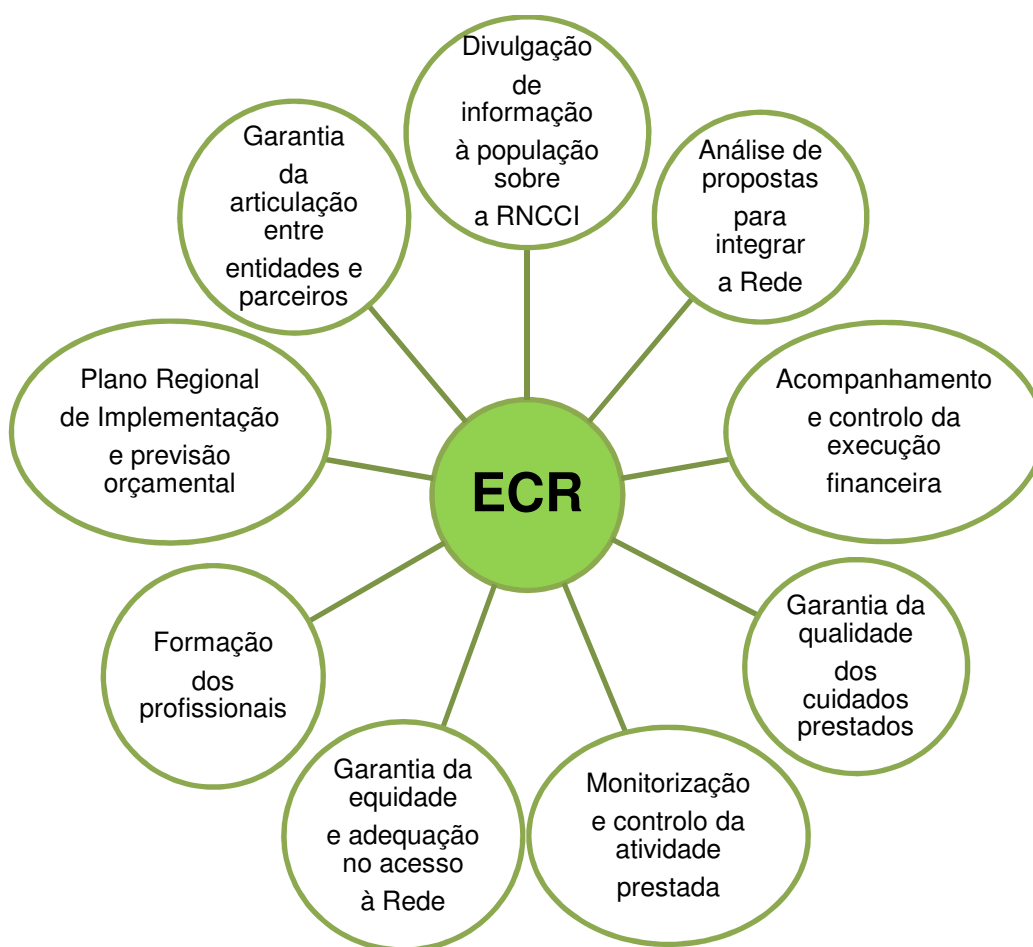 Divulgação
de
informação
à população
sobre
a RNCCI
Análise de
propostas
para
integrar
a Rede
Acompanhamento
e controlo da
execução
financeira
Garantia da
qualidade
dos
cuidados
prestados
Monitorização
e controlo da
atividade
prestada
Garantia da
equidade
e adequação
no acesso
à Rede
Formação
dos
profissionais
Plano Regional
de Implementação
e previsão
orçamental
Garantia
da
articulação
entre
entidades e
parceiros
ECR